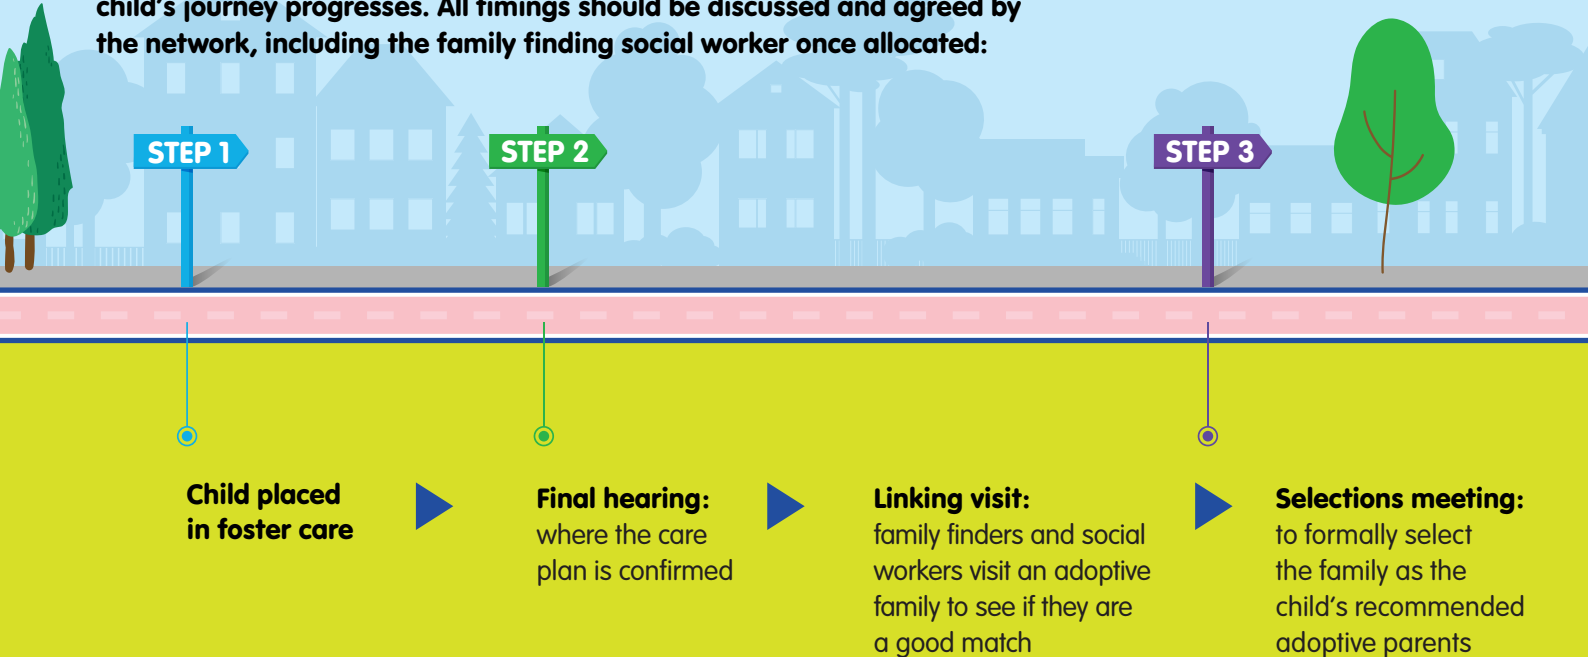 child's journey progresses. All timings should be discussed and agreed by
the network, including the family finding social worker once allocated:
STEP 1
STEP 2
STEP 3
Child placed
in foster care
Final hearing:
where the care
plan is confirmed
Linking visit:
family finders and social
workers visit an adoptive
family to see if they are
a good match
Selections meeting:
to formally select
the family as the
child's recommended
adoptive parents